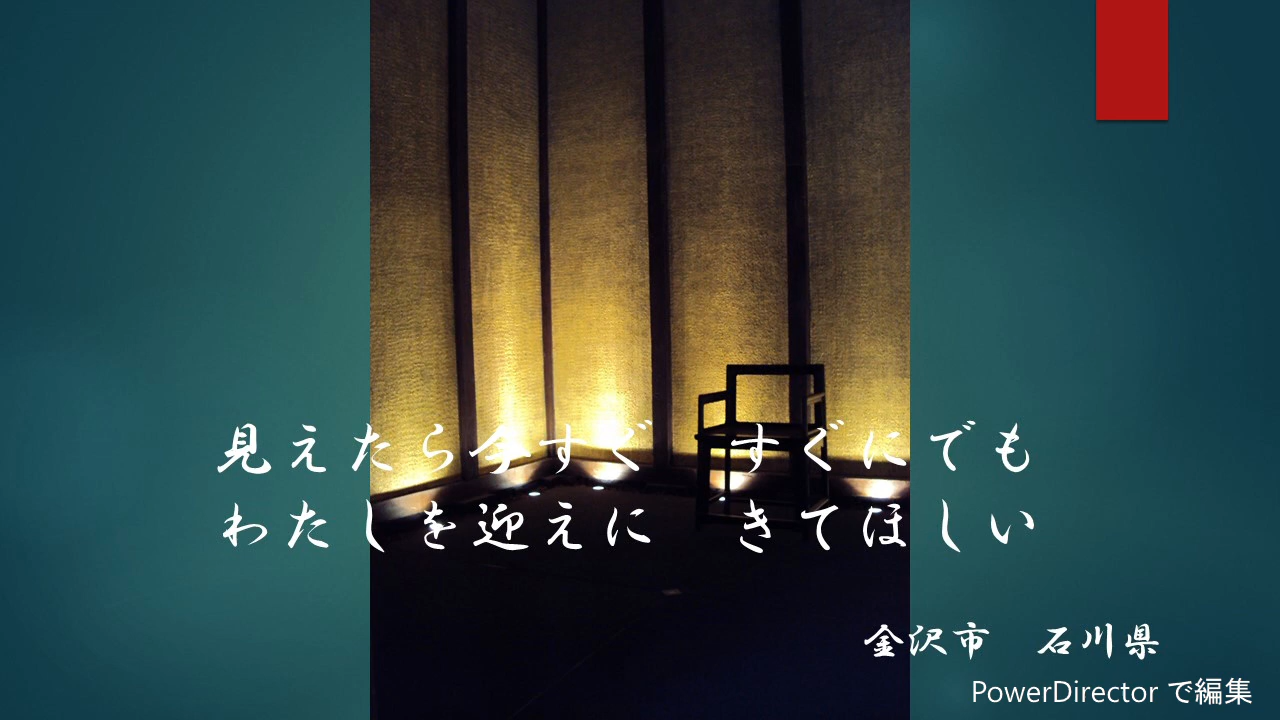 見えたら今すぐ　すぐにでも
わたしを迎えに　きてほしい
金沢市　石川県
PowerDirector で編集